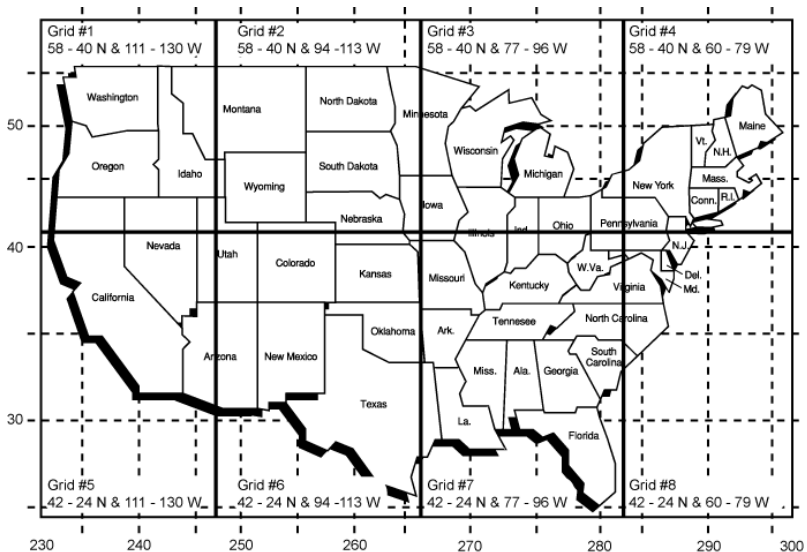 Grid #1
58 - 40 N & 111 - 130 W
Grid #2
58 - 40 N & 94 -113 W
Grid #3
58 - 40 N & 77 - 96 W
Grid #4
58 - 40 N & 60 - 79 W
Washington
Montana
North Dakota
Minnesota
Maine
50
Vt.
N.H.
Wisconsin
Oregon
Idaho
South Dakota
Michigan
Mass.
Wyoming
New York
Conn.
R.I.
Iowa
Nebraska
Illinois
Ind.
Ohio
Pennsylvania
40
Nevada
Utah
Colorado
Kansas
Missouri
W.Va.
N.J.
Del.
Md.
Virginia
Kentucky
California
Tennesee
North Carolina
Oklahoma
Ark.
Arizona
New Mexico
South
Carolina
Miss.
Ala.
Georgia
Texas
30
La.
Florida
Grid #5
42 - 24 N & 111 - 130 W
Grid #6
42 - 24 N & 94 -113 W
Grid #7
42 - 24 N & 77 - 96 W
Grid #8
42 - 24 N & 60 - 79 W
230
240
250
260
270
280
290
300